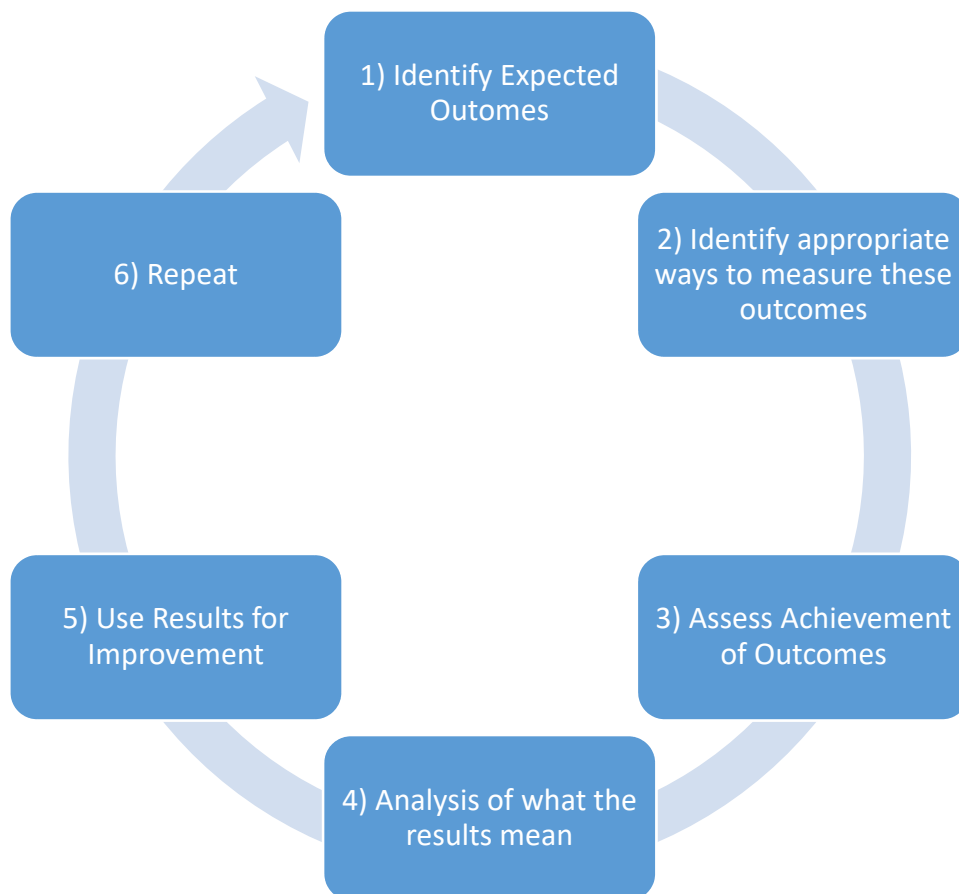 1) Identify Expected
Outcomes
2) Identify appropriate
ways to measure these
outcomes
3) Assess Achievement
of Outcomes
4) Analysis of what the
results mean
5) Use Results for
Improvement
6) Repeat